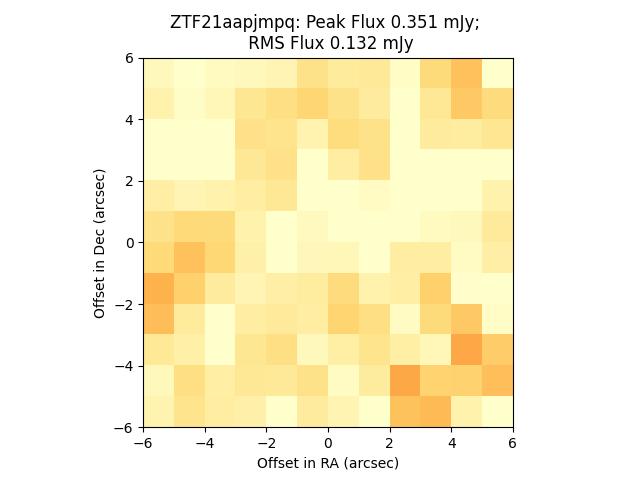 ZTF21aapjmpq: Peak Flux 0.351 mJy;
RMS Flux 0.132 mJy
6
4
2
0
−2
−4
−6
Offset in Dec (arcsec)
−6 −4 −2 0 2 4 6
Offset in RA (arcsec)